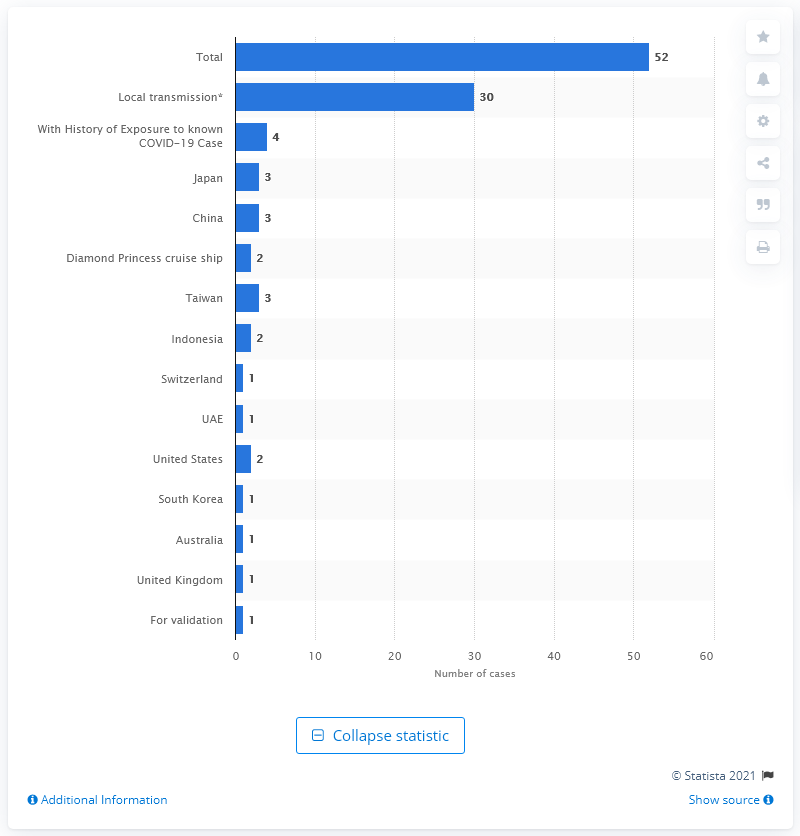 Total 52
Local transmission* 30
With History of Exposure to known
COVID-19 Case 4
Japan 3
China 3
Diamond Princess cruise ship 2
Taiwan 3
Indonesia 2
Switzerland 1
UAE 1
United States 2
South Korea 1
Australia 1
United Kingdom 1
For validation 1
0 10 20 30 40 50 60
Number of cases
Collapse statistic
© Statista 2021
Additional Information Show source